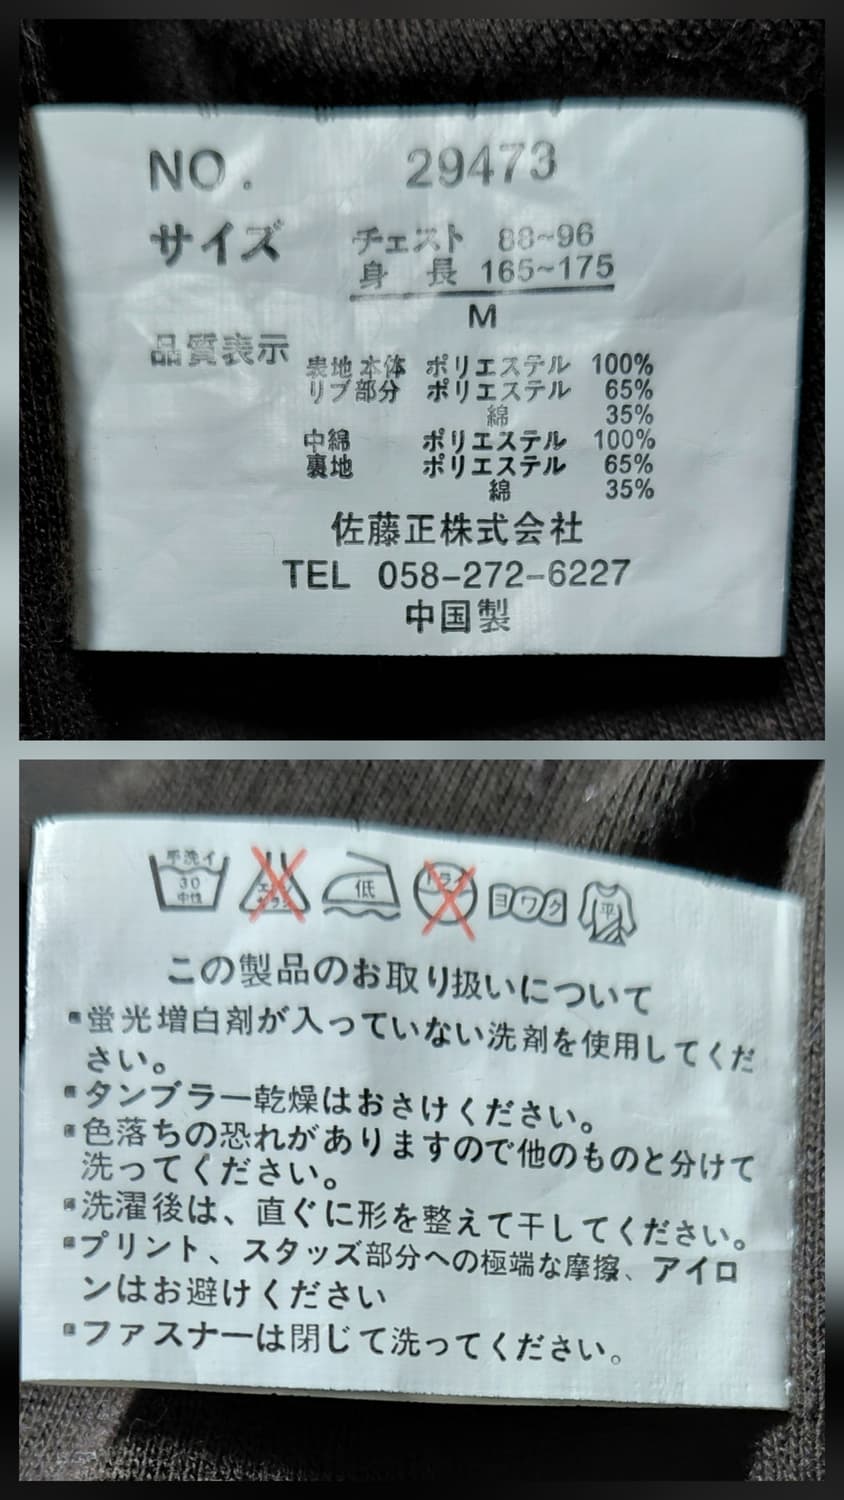 NO. 29473
サイズ チェスト 88~96
身 長 165~175
M
品質表示
表地 本体 ポリエステル 100%
リブ部分 ポリエステル 65%
綿 35%
中綿 ポリエステル 100%
裏地 ポリエステル 65%
綿 35%
佐藤正株式会社
TEL 058-272-6227
中国製
手洗イ
30
中性
エンソサラシ
低
ドライ
ヨワク
平
この製品のお取り扱いについて
▪蛍光増白剤が入っていない洗剤を使用してくだ
さい。
▪タンブラー乾燥はおさけください。
▪色落ちの恐れがありますので他のものと分けて
洗ってください。
▪洗濯後は、直ぐに形を整えて干してください。
▪プリント、スタッズ部分への極端な摩擦、アイロ
ンはお避けください
▪ファスナーは閉じて洗ってください。